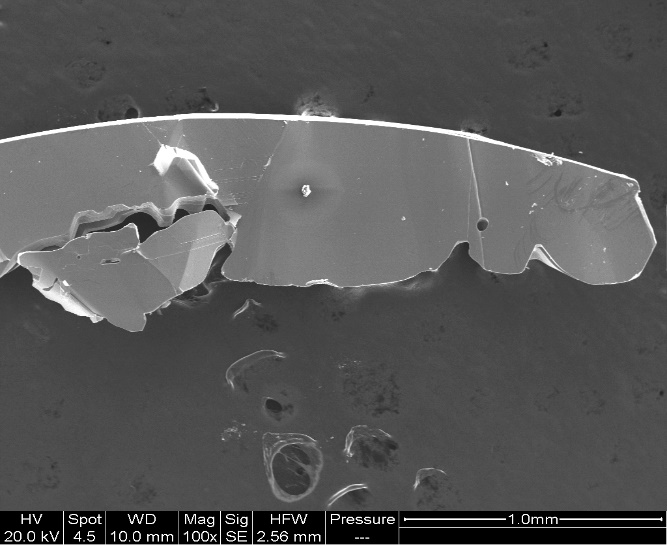 HV Spot WD Mag Sig HFW Pressure 1.0mm
20.0 kV 4.5 10.0 mm 100x SE 2.56 mm ---